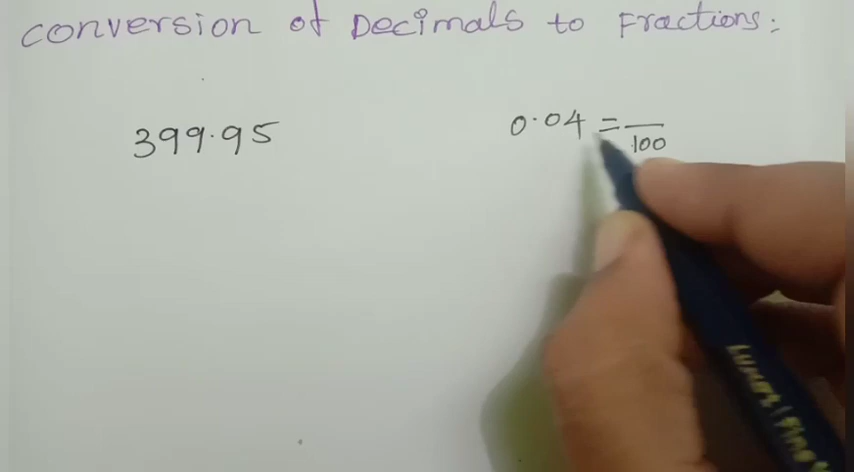 Conversion of Decimals to Fractions:
399.95
0.04 = —/100